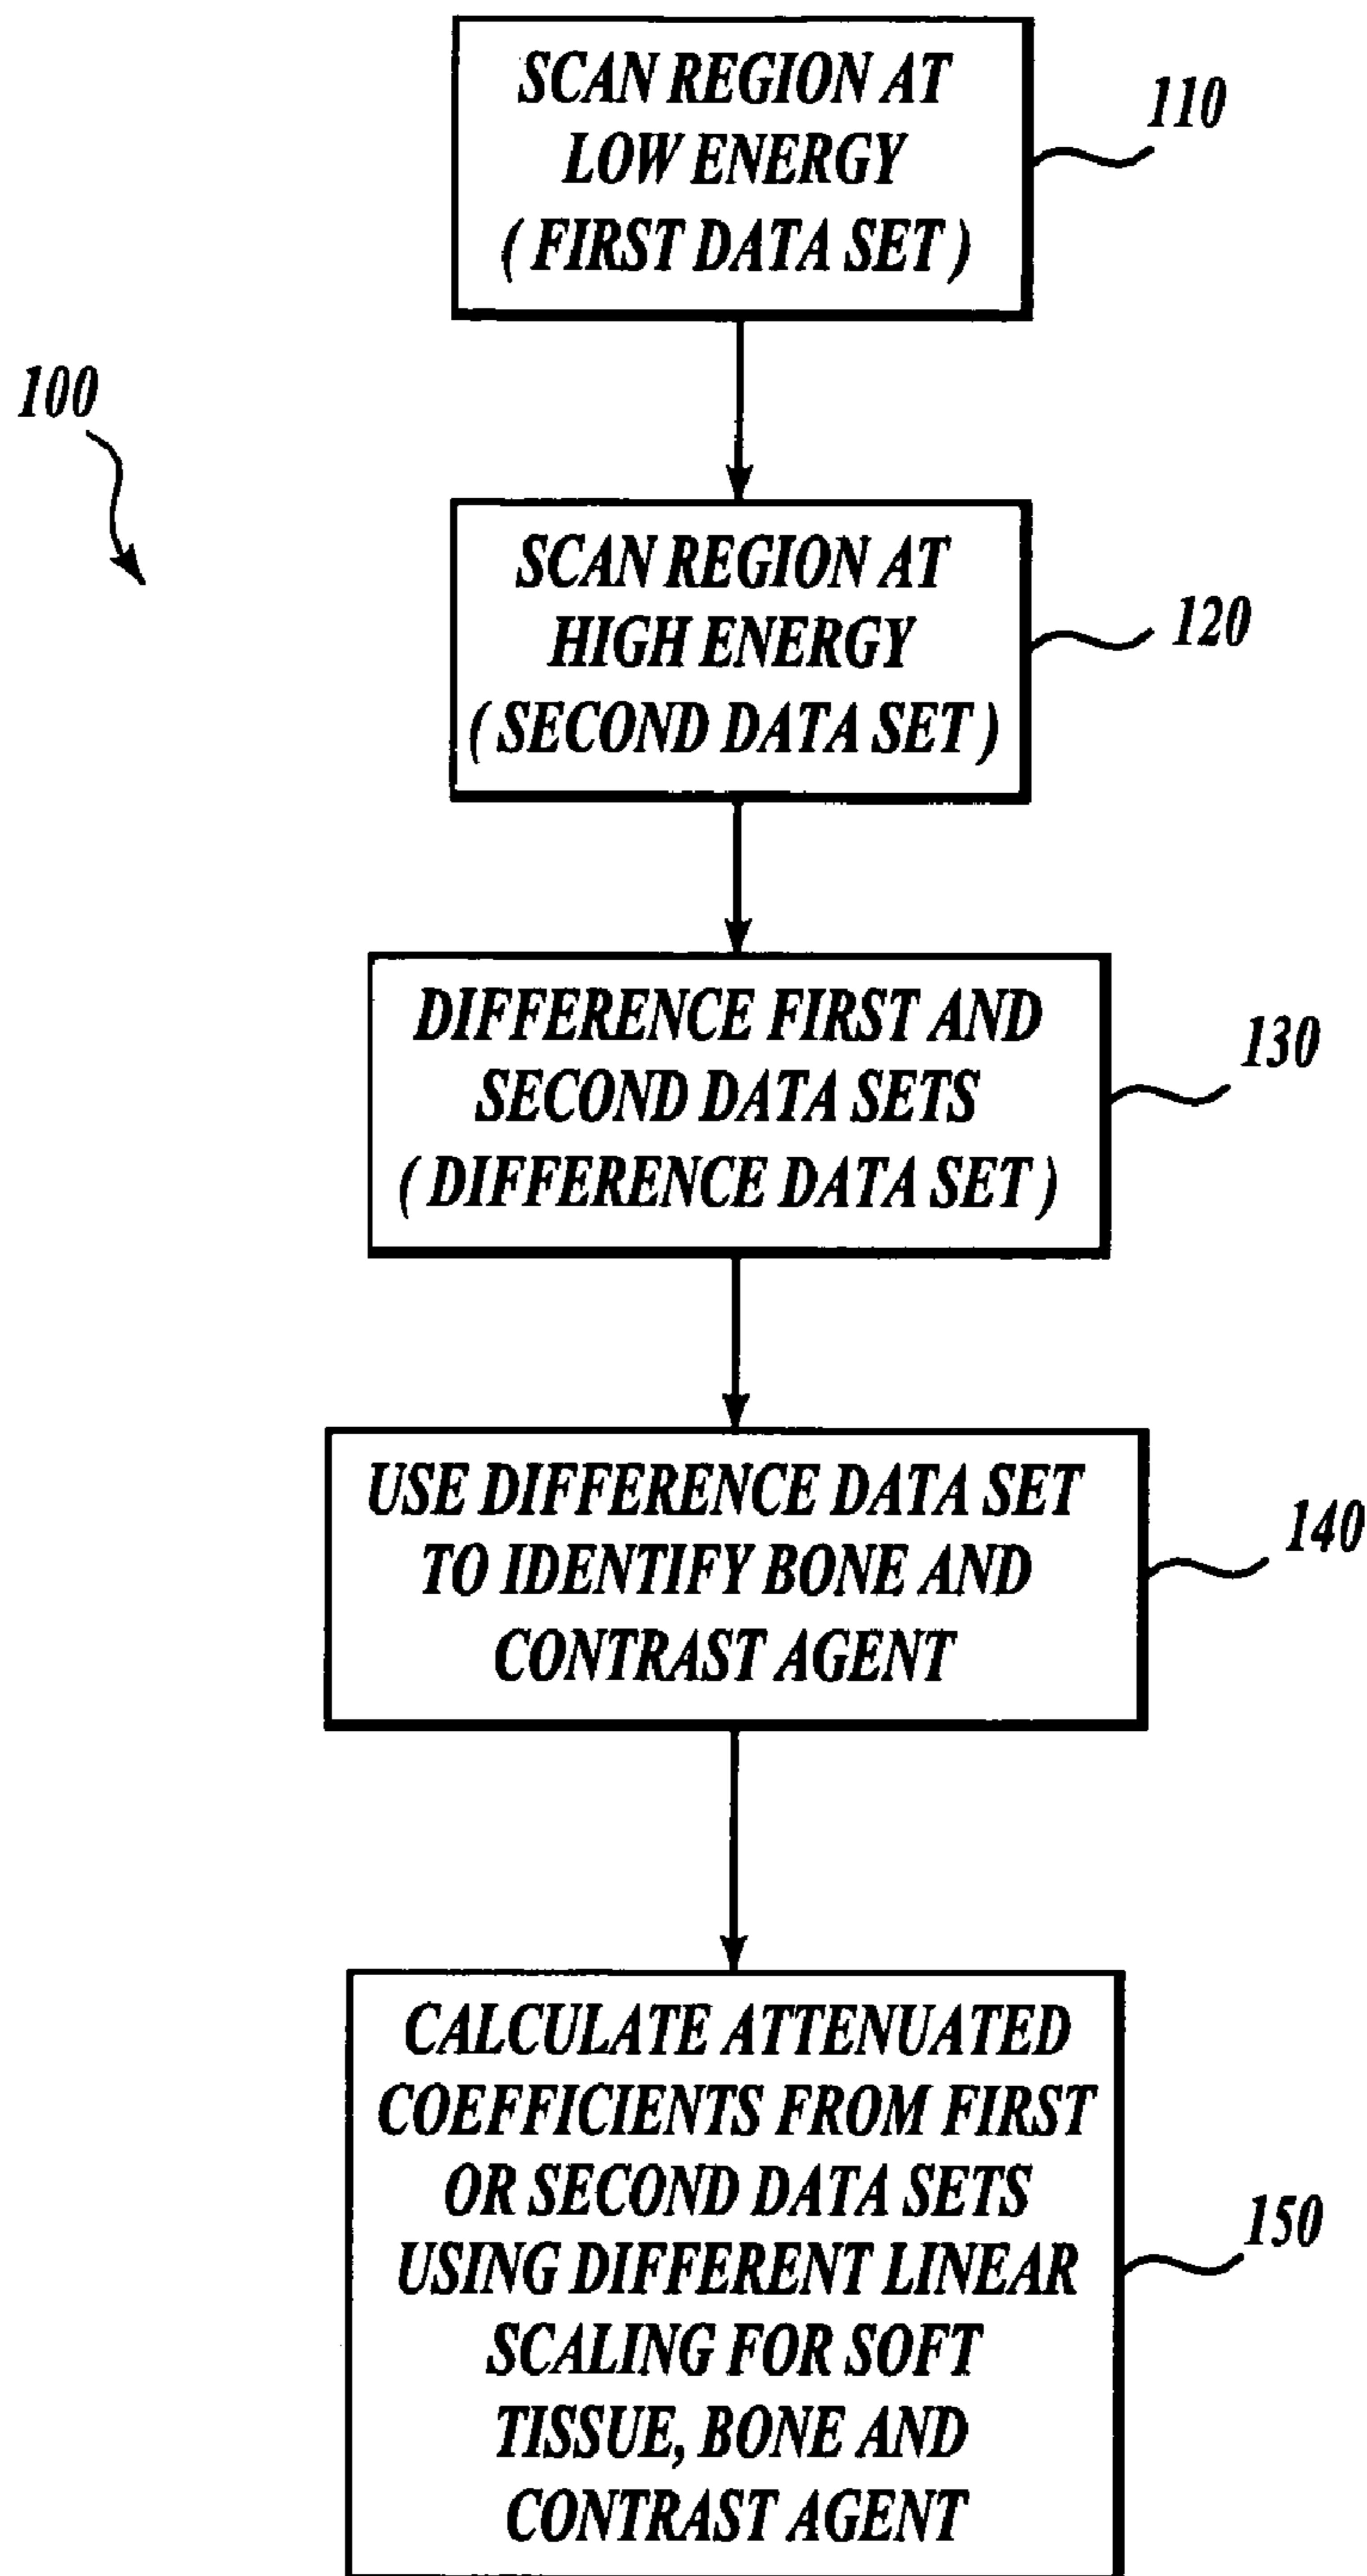 SCAN REGION AT
LOW ENERGY
( FIRST DATA SET )
110
100
SCAN REGION AT
HIGH ENERGY
( SECOND DATA SET )
120
DIFFERENCE FIRST AND
SECOND DATA SETS
( DIFFERENCE DATA SET )
130
USE DIFFERENCE DATA SET
TO IDENTIFY BONE AND
CONTRAST AGENT
140
CALCULATE ATTENUATED
COEFFICIENTS FROM FIRST
OR SECOND DATA SETS
USING DIFFERENT LINEAR
SCALING FOR SOFT
TISSUE, BONE AND
CONTRAST AGENT
150